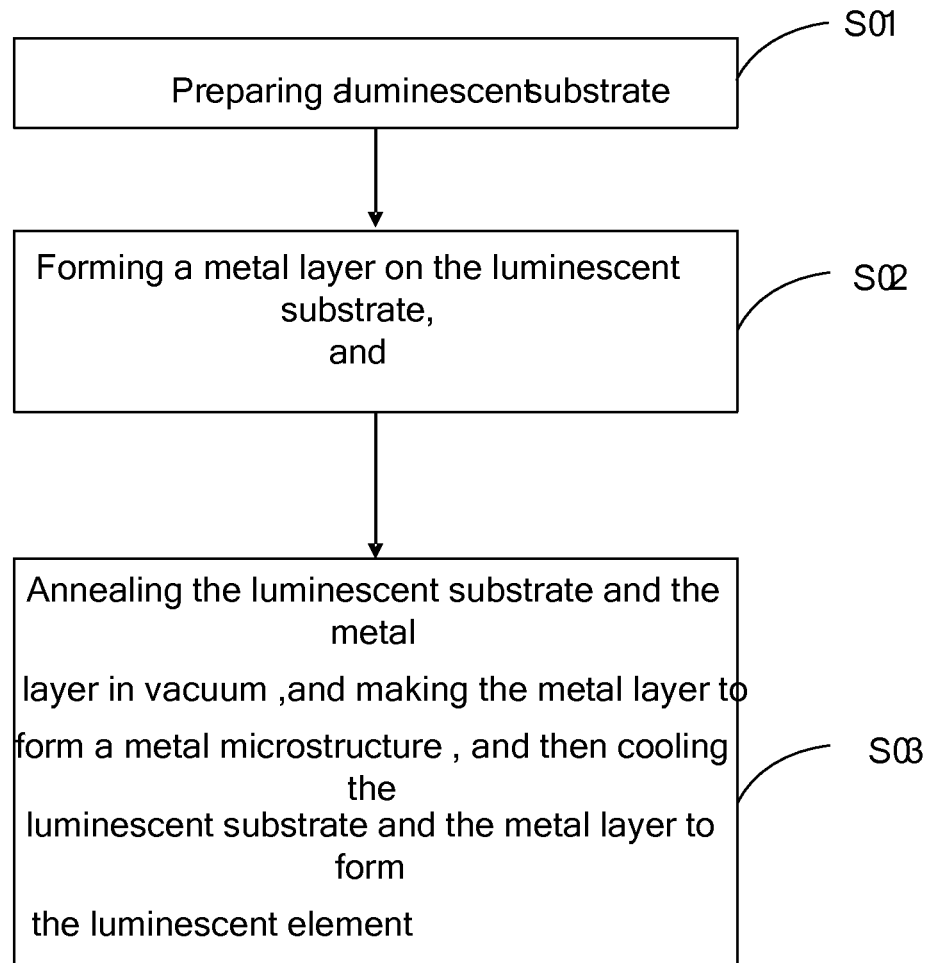 S01
Preparing a luminescent substrate
Forming a metal layer on the luminescent
substrate,
and
S02
Annealing the luminescent substrate and the
metal
layer in vacuum ,and making the metal layer to
form a metal microstructure , and then cooling
the
S03
luminescent substrate and the metal layer to
form
the luminescent element